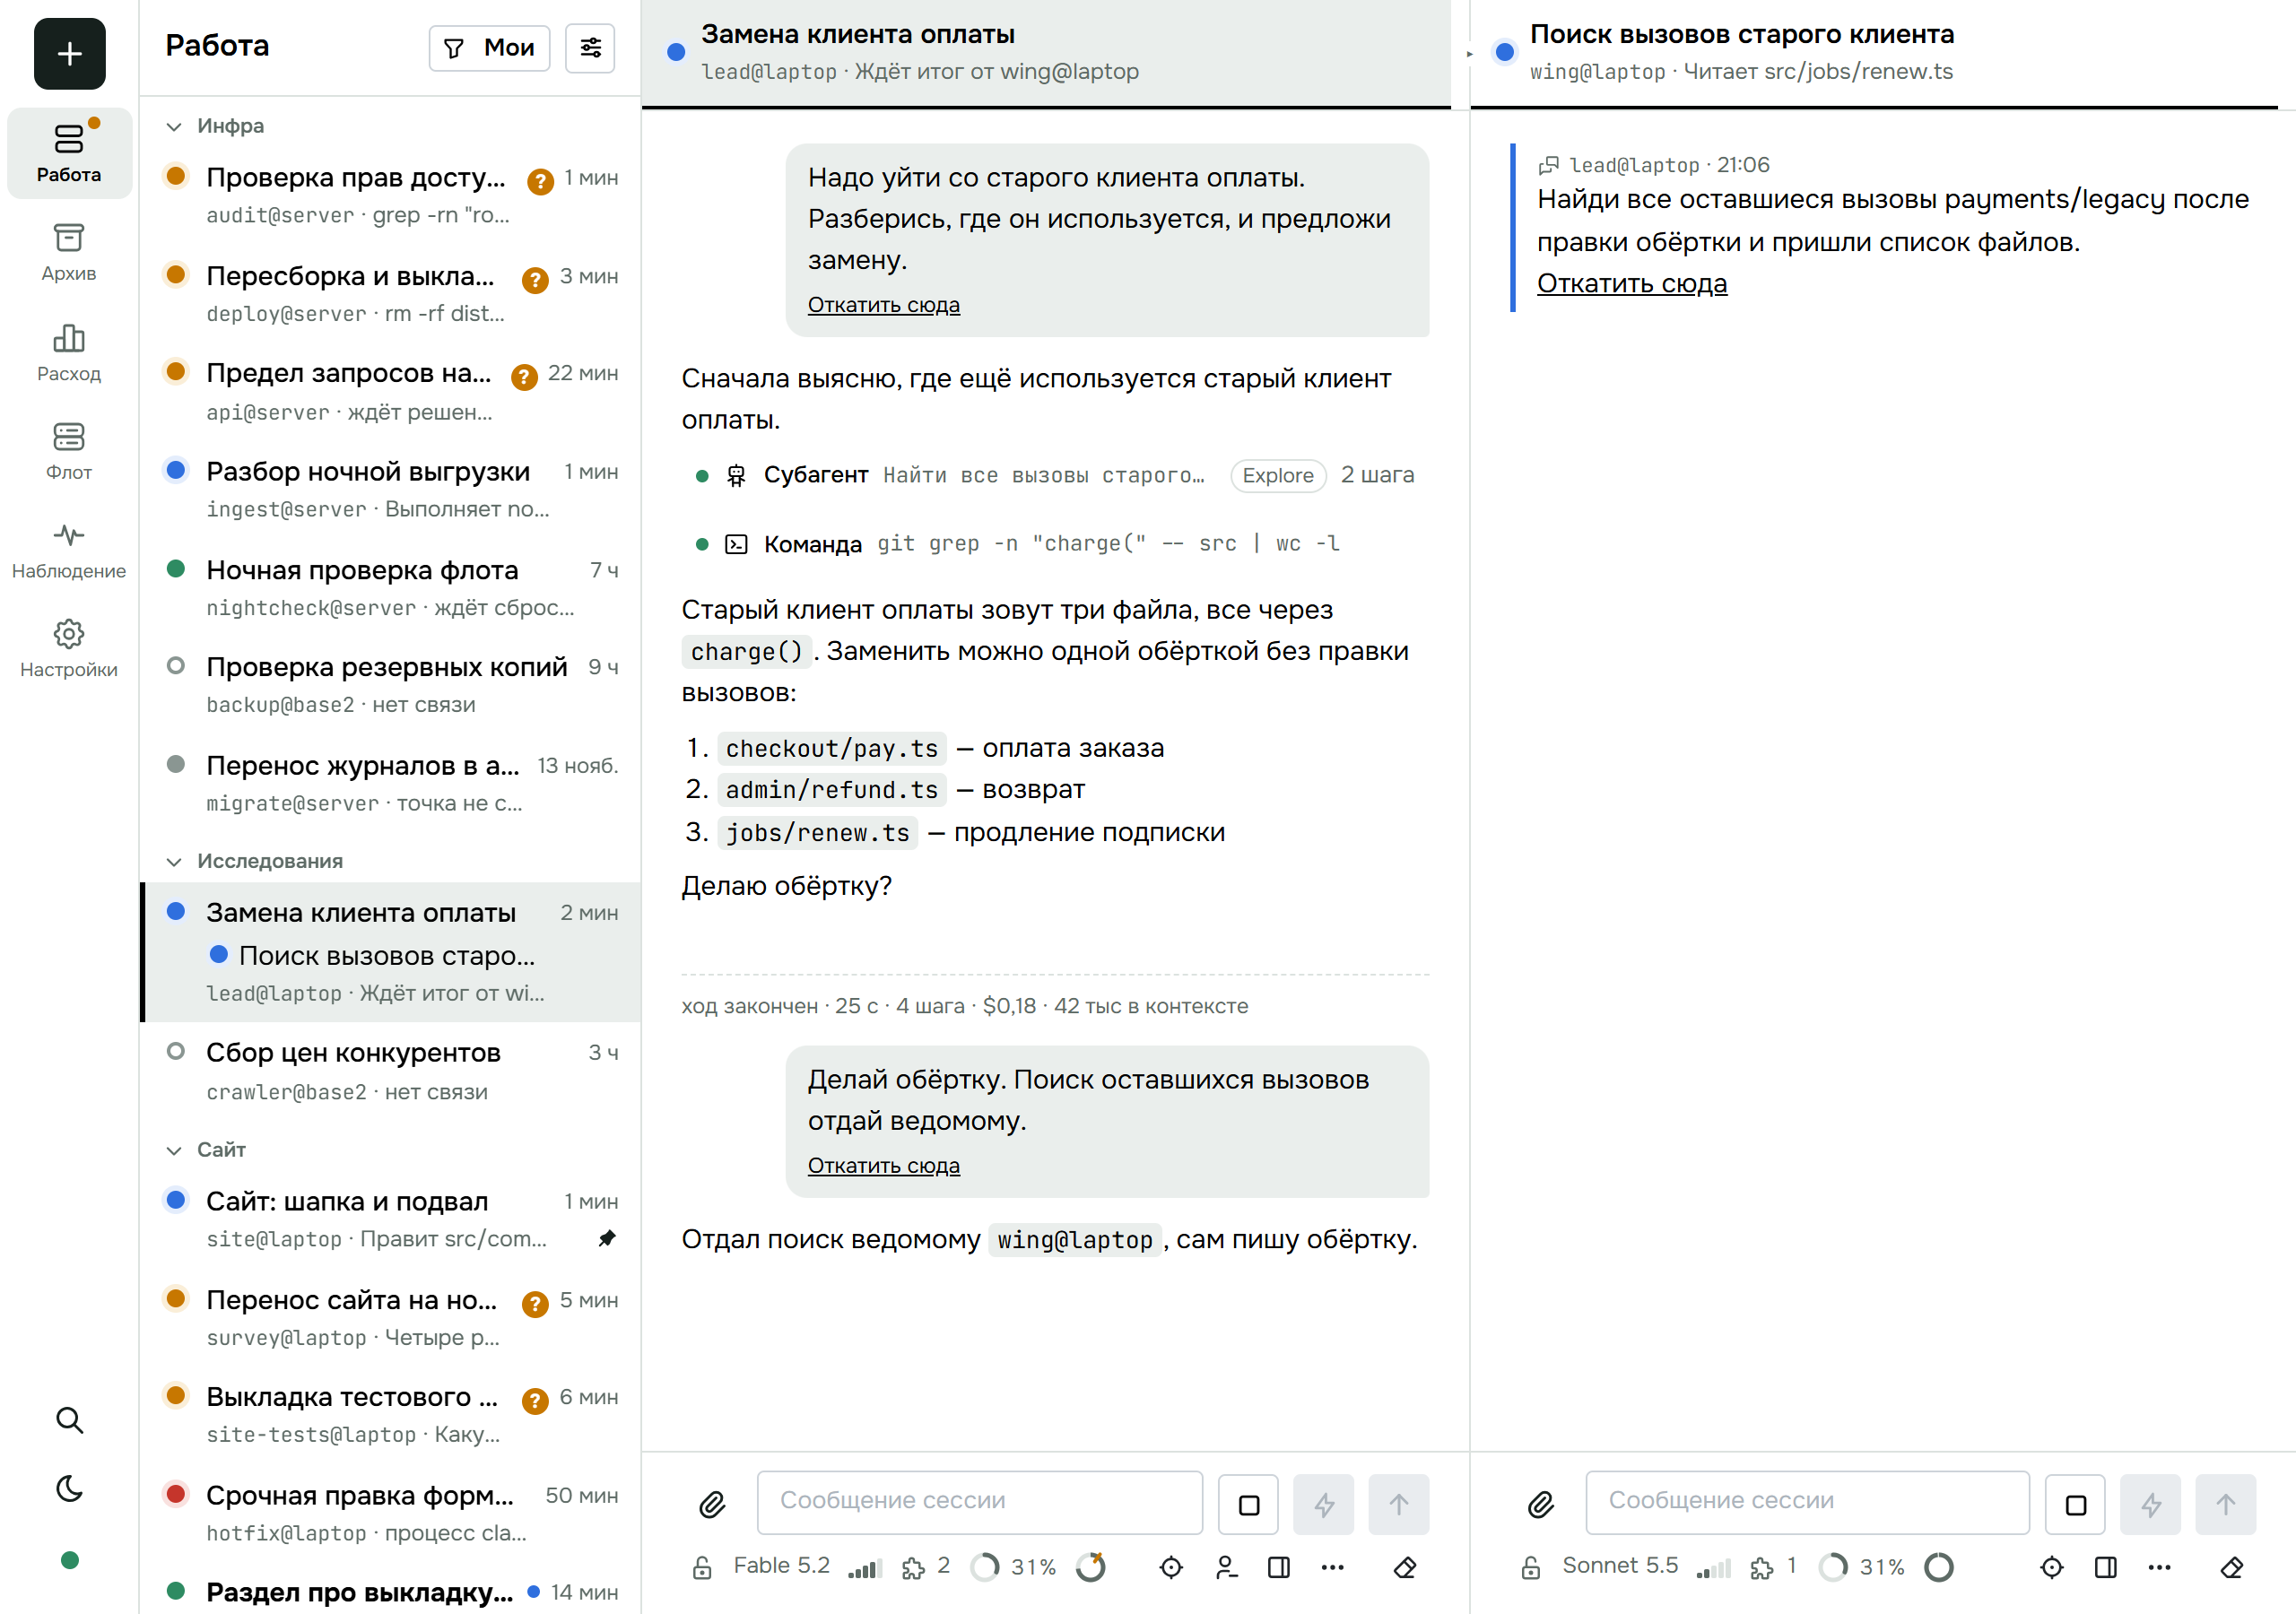 Работа
Архив
Расход
Флот
Наблюдение
Настройки
Работа
Мои
Инфра
Проверка прав досту... ? 1 мин
audit@server · grep -rn "ro...
Пересборка и выкла... ? 3 мин
deploy@server · rm -rf dist...
Предел запросов на... ? 22 мин
api@server · ждёт решен...
Разбор ночной выгрузки 1 мин
ingest@server · Выполняет по...
Ночная проверка флота 7 ч
nightcheck@server · ждёт сброс...
Проверка резервных копий 9 ч
backup@base2 · нет связи
Перенос журналов в а... 13 нояб.
migrate@server · точка не с...
Исследования
Замена клиента оплаты 2 мин
Поиск вызовов старо...
lead@laptop · Ждёт итог от wi...
Сбор цен конкурентов 3 ч
crawler@base2 · нет связи
Сайт
Сайт: шапка и подвал 1 мин
site@laptop · Правит src/com...
Перенос сайта на но... ? 5 мин
survey@laptop · Четыре р...
Выкладка тестового ... ? 6 мин
site-tests@laptop · Каку...
Срочная правка форм... 50 мин
hotfix@laptop · процесс cla...
Раздел про выкладку... 14 мин
Замена клиента оплаты
lead@laptop · Ждёт итог от wing@laptop
Надо уйти со старого клиента оплаты.
Разберись, где он используется, и предложи
замену.
Откатить сюда
Сначала выясню, где ещё используется старый клиент
оплаты.
Субагент Найти все вызовы старого... Explore 2 шага
Команда git grep -n "charge(" -- src | wc -l
Старый клиент оплаты зовут три файла, все через
charge(). Заменить можно одной обёрткой без правки
вызовов:
1. checkout/pay.ts — оплата заказа
2. admin/refund.ts — возврат
3. jobs/renew.ts — продление подписки
Делаю обёртку?
ход закончен · 25 с · 4 шага · $0,18 · 42 тыс в контексте
Делай обёртку. Поиск оставшихся вызовов
отдай ведомому.
Откатить сюда
Отдал поиск ведомому wing@laptop, сам пишу обёртку.
Сообщение сессии
Fable 5.2 2 31%
Поиск вызовов старого клиента
wing@laptop · Читает src/jobs/renew.ts
lead@laptop · 21:06
Найди все оставшиеся вызовы payments/legacy после
правки обёртки и пришли список файлов.
Откатить сюда
Сообщение сессии
Sonnet 5.5 1 31%